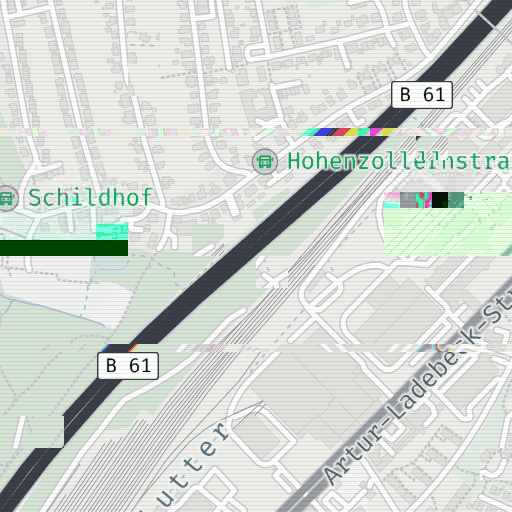 B 61
Hohenzollernstra
Schildhof
B 61
Artur-Ladebeck-Str
utter